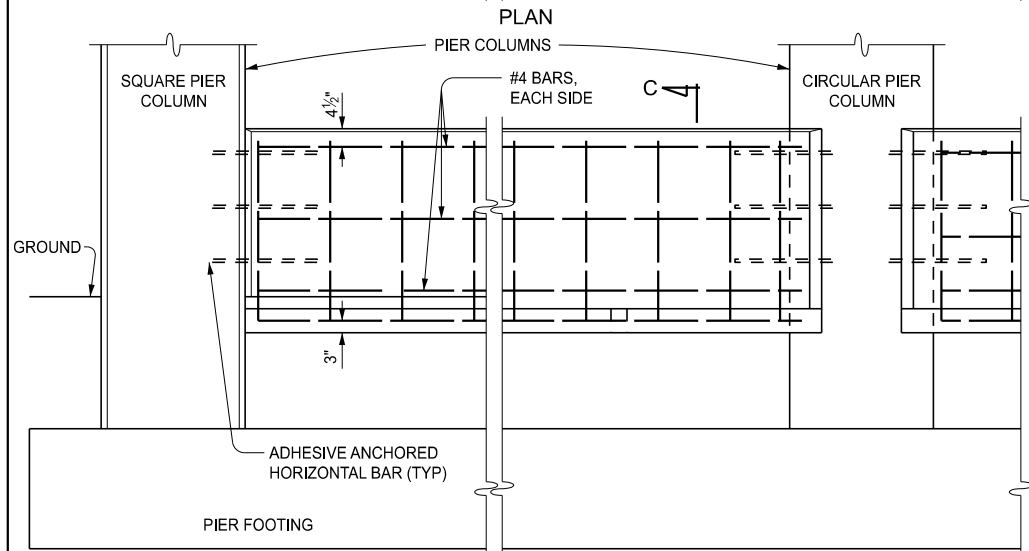 PLAN
PIER COLUMNS
SQUARE PIER
COLUMN
#4 BARS,
EACH SIDE
C
CIRCULAR PIER
COLUMN
4½"
GROUND
3"
ADHESIVE ANCHORED
HORIZONTAL BAR (TYP)
PIER FOOTING